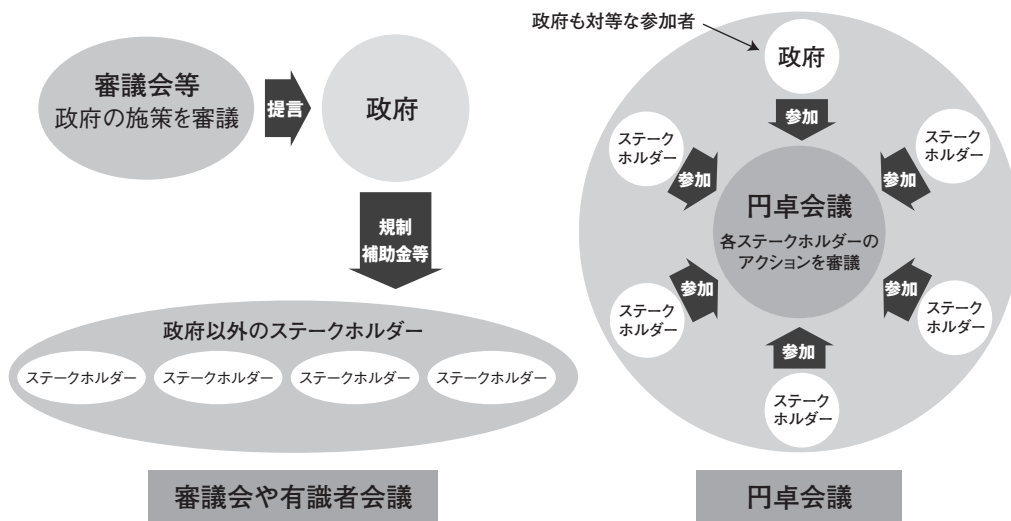 審議会等
政府の施策を審議
提言
政府
規制
補助金等
政府以外のステークホルダー
ステークホルダー
ステークホルダー
ステークホルダー
ステークホルダー
審議会や有識者会議
政府も対等な参加者
政府
参加
ステーク
ホルダー
参加
ステーク
ホルダー
参加
円卓会議
各ステークホルダーの
アクションを審議
ステーク
ホルダー
参加
ステーク
ホルダー
参加
参加
ステーク
ホルダー
円卓会議